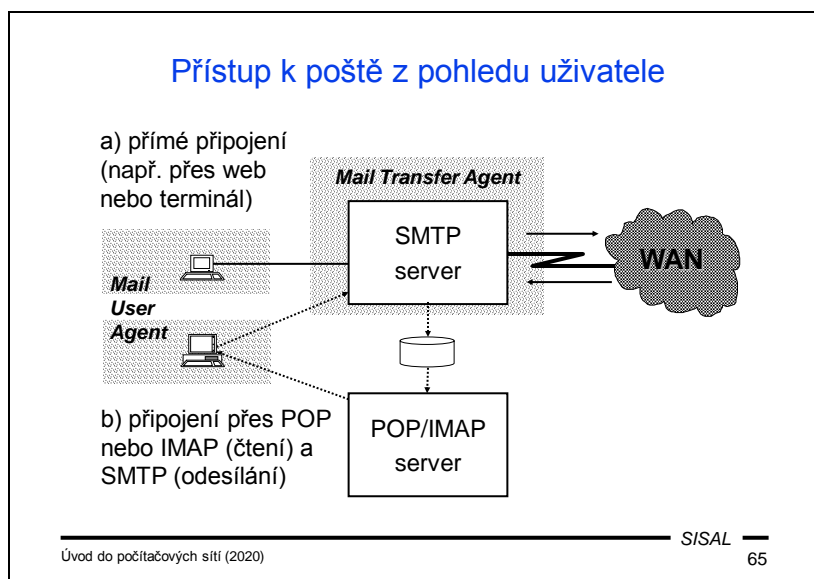 Přístup k poště z pohledu uživatele
a) přímé připojení
(např. přes web
nebo terminál)
Mail Transfer Agent
SMTP
server
WAN
Mail
User
Agent
b) připojení přes POP
nebo IMAP (čtení) a
SMTP (odesílání)
POP/IMAP
server
SISAL
Úvod do počítačových sítí (2020)
65